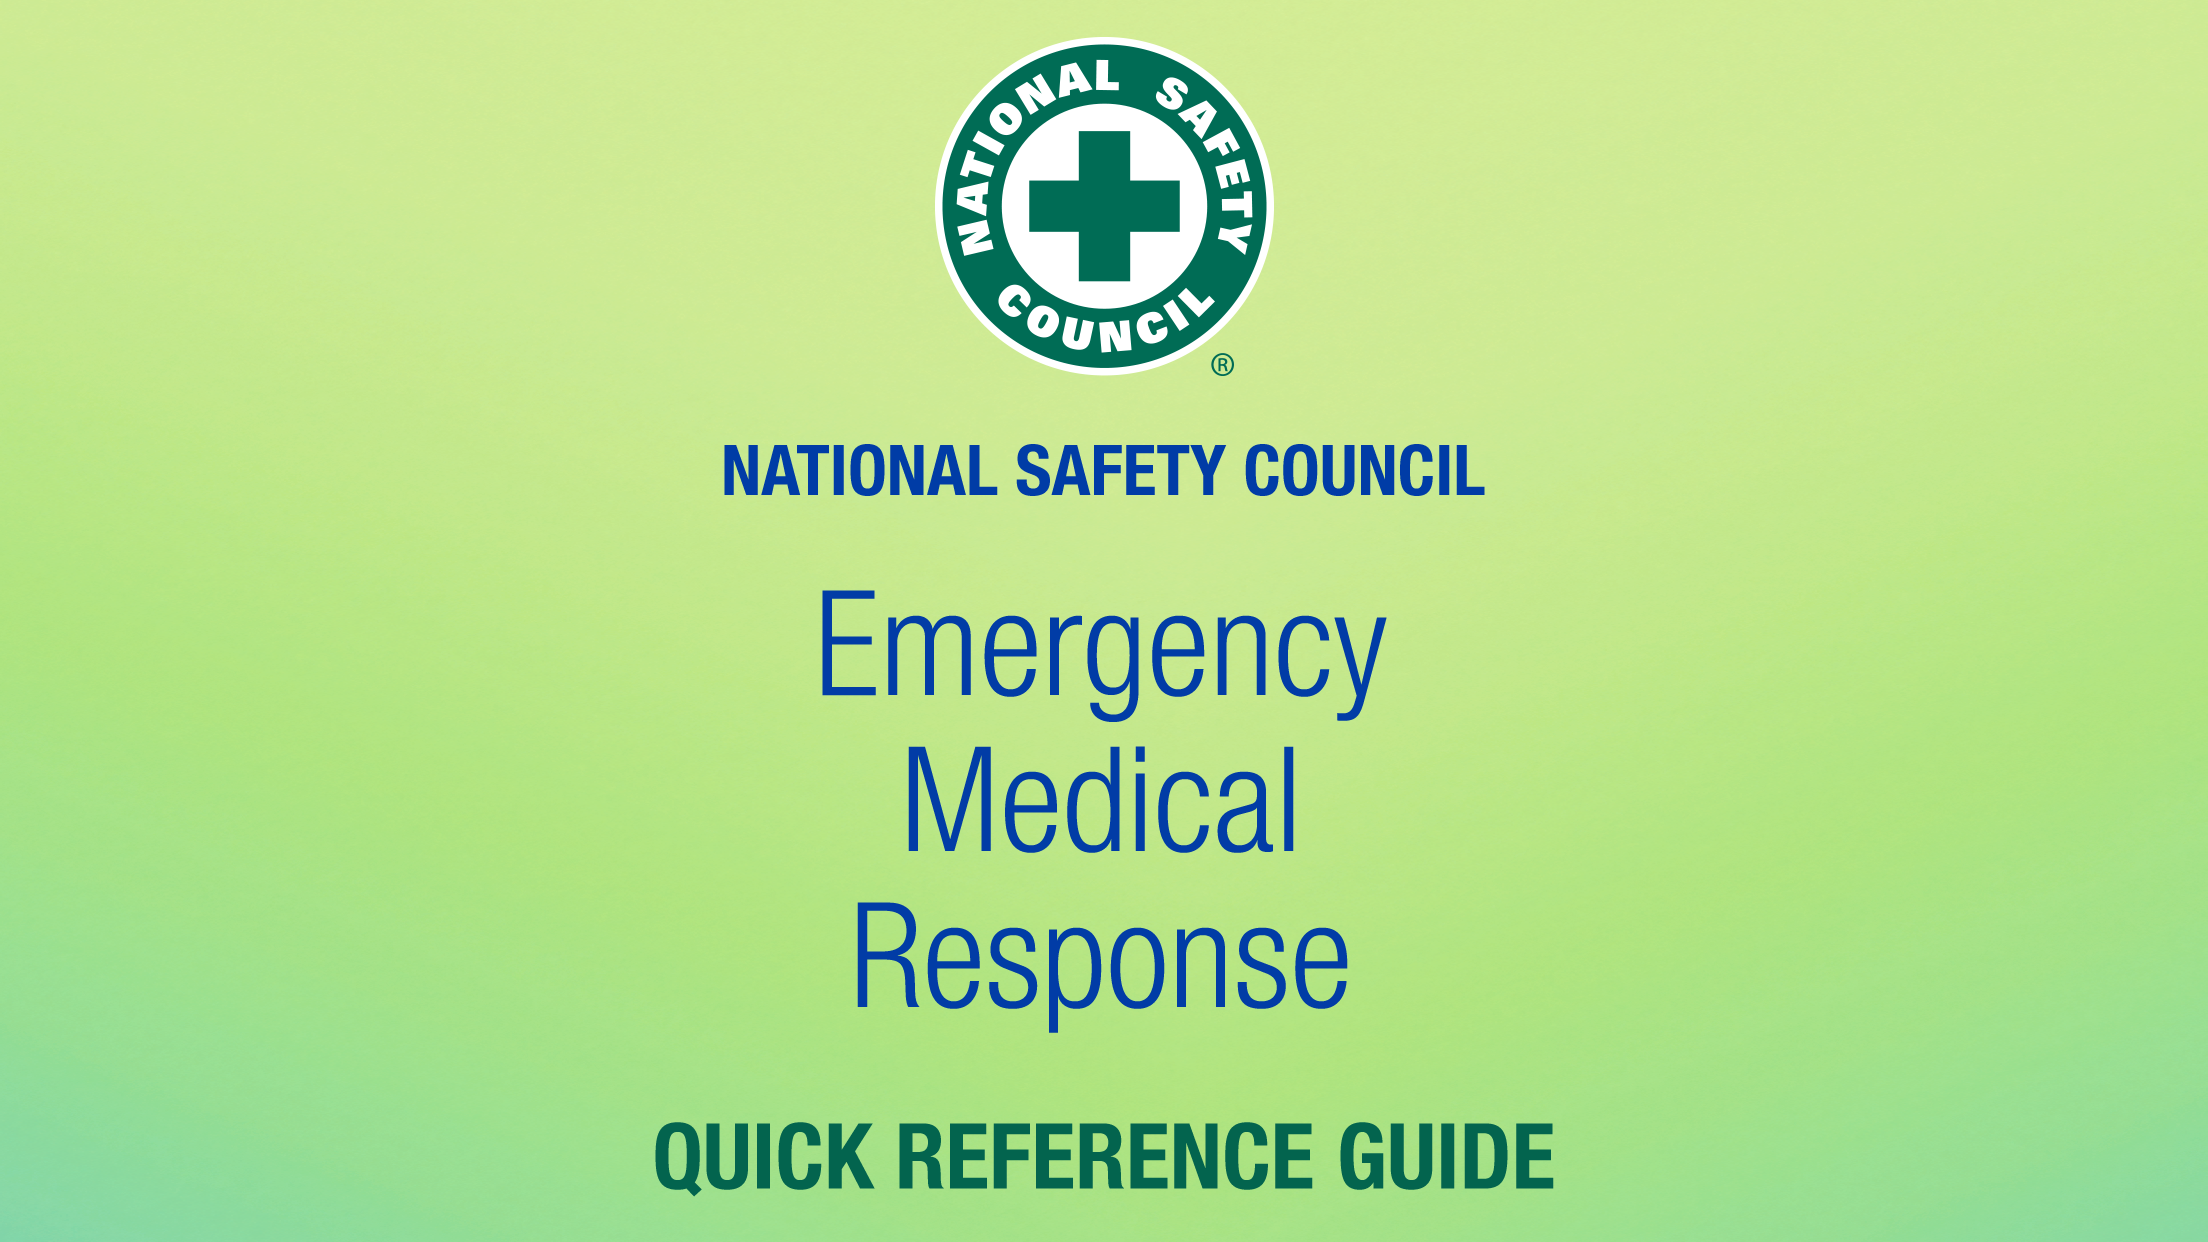 NATIONAL SAFETY
COUNCIL
®
NATIONAL SAFETY COUNCIL
Emergency
Medical
Response
QUICK REFERENCE GUIDE